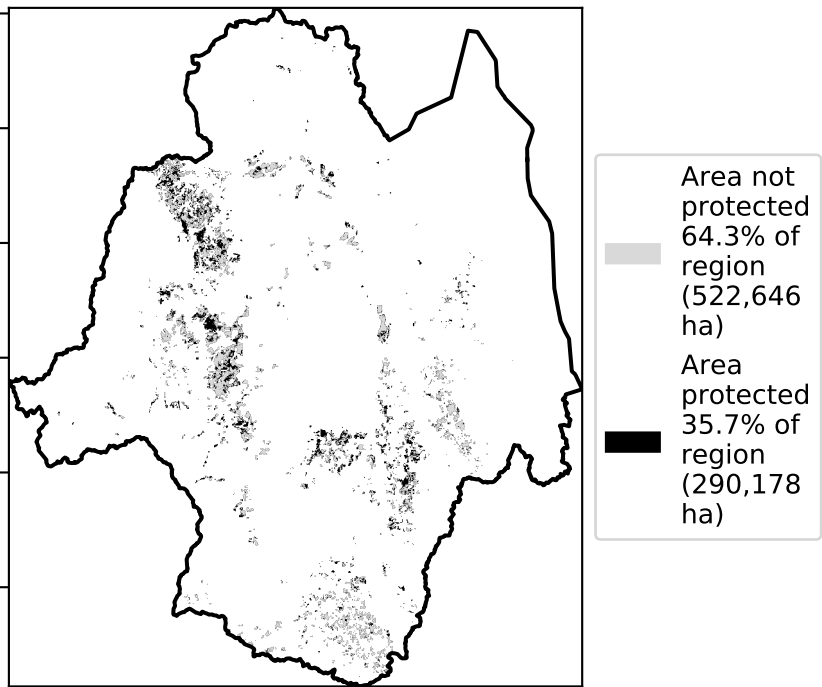 Area not
protected
64.3% of
region
(522,646
ha)
Area
protected
35.7% of
region
(290,178
ha)